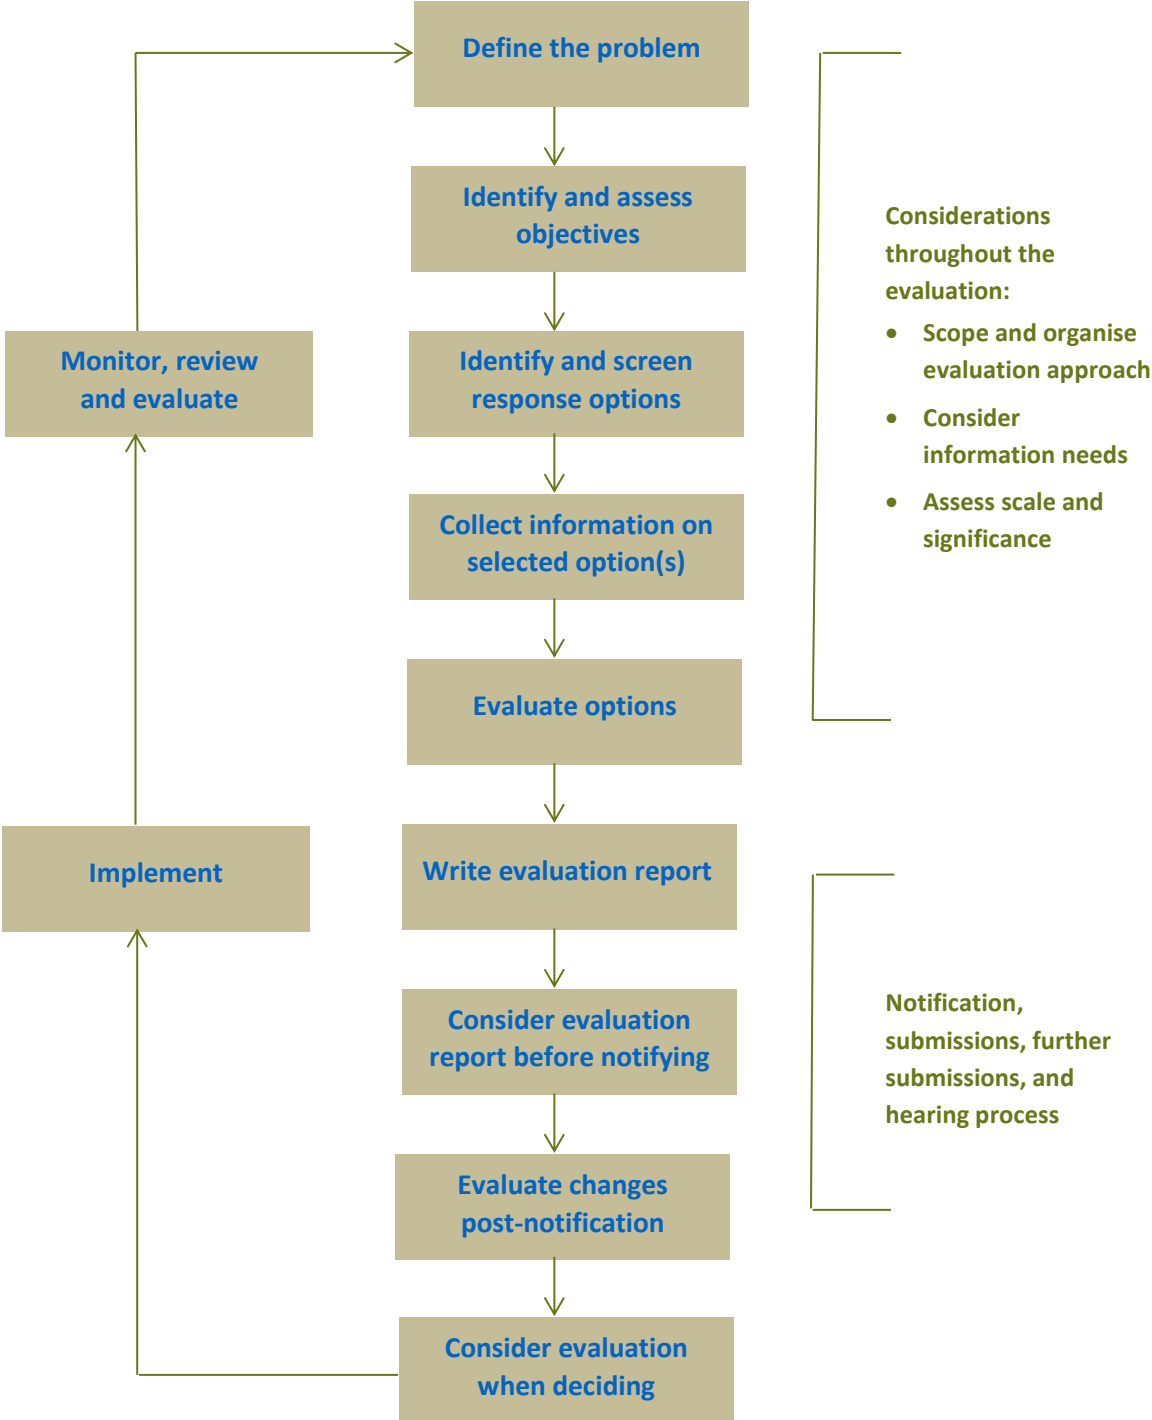 Define the problem
Identify and assess
objectives
Identify and screen
response options
Collect information on
selected option(s)
Evaluate options
Write evaluation report
Consider evaluation
report before notifying
Evaluate changes
post-notification
Consider evaluation
when deciding
Implement
Monitor, review
and evaluate
Considerations
throughout the
evaluation:
• Scope and organise
evaluation approach
• Consider
information needs
• Assess scale and
significance
Notification,
submissions, further
submissions, and
hearing process